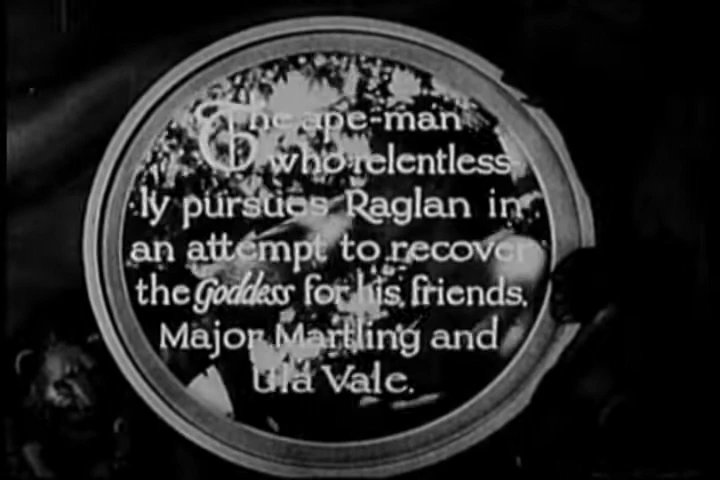 The ape-man
who relentless-
ly pursues Raglan in
an attempt to recover
the Goddess for his friends,
Major Martling and
Ula Vale.